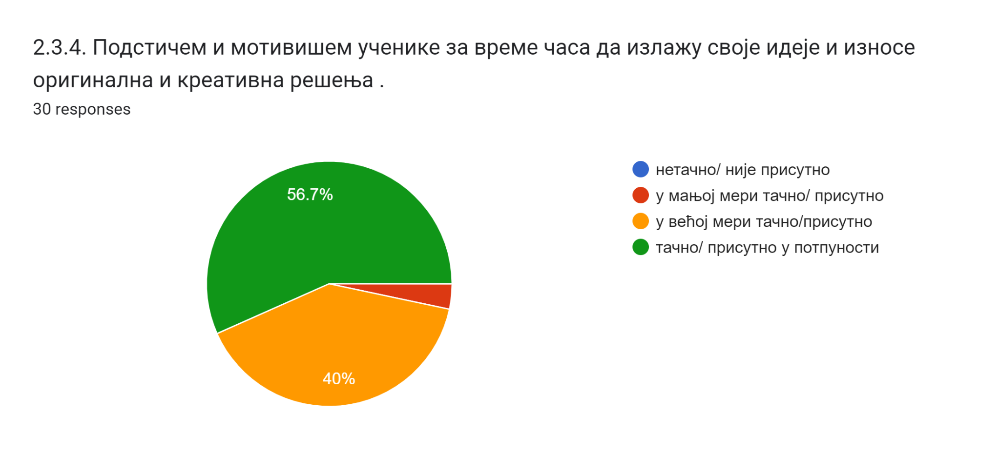 2.3.4. Подстичем и мотивишем ученике за време часа да излажу своје идеје и износе
оригинална и креативна решења .
30 responses
нетачно/ није присутно
у мањој мери тачно/ присутно
у већој мери тачно/присутно
тачно/ присутно у потпуности
56.7%
40%